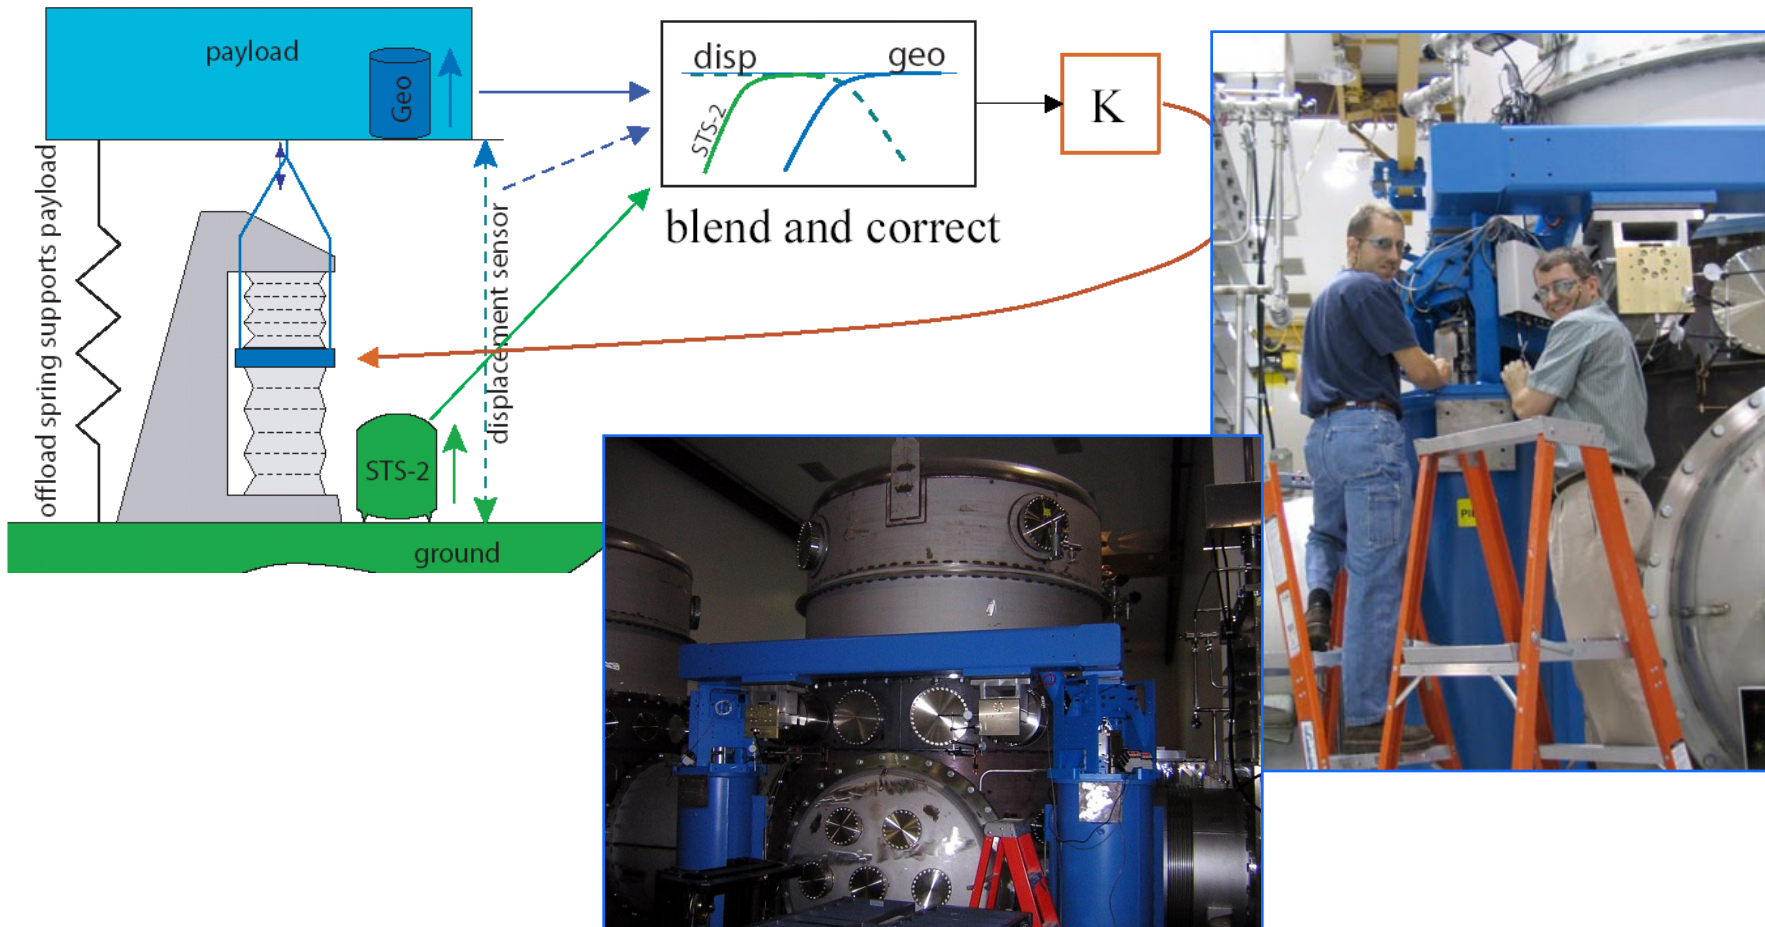 payload
Geo
offload spring supports payload
displacement sensor
STS-2
ground
disp
geo
STS-2
blend and correct
K